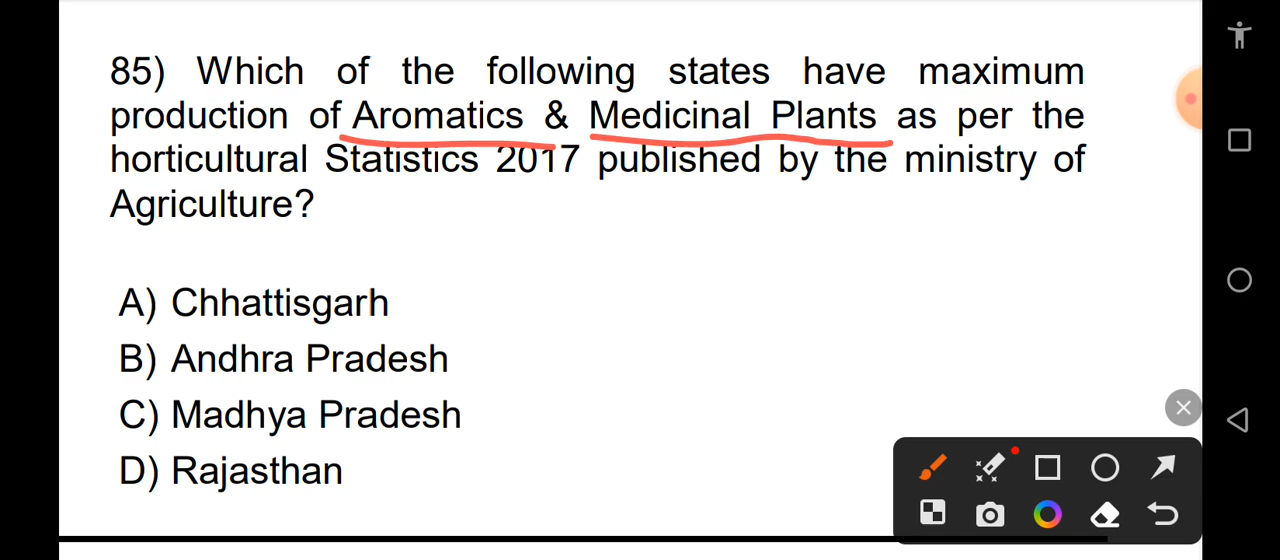 85) Which of the following states have maximum
production of Aromatics & Medicinal Plants as per the
horticultural Statistics 2017 published by the ministry of
Agriculture?
A) Chhattisgarh
B) Andhra Pradesh
C) Madhya Pradesh
D) Rajasthan